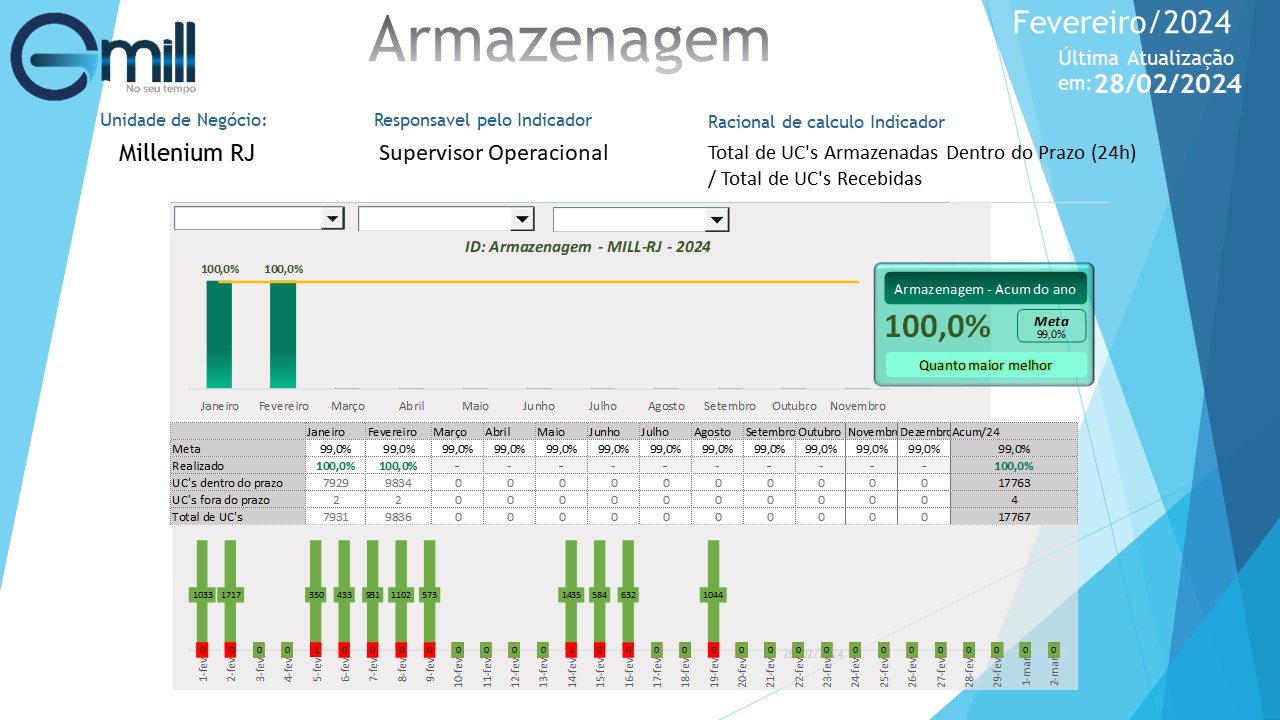 Gmill
No seu tempo
Armazenagem
Fevereiro/2024
Última Atualização
em:28/02/2024
Unidade de Negócio:
Millenium RJ
Responsavel pelo Indicador
Supervisor Operacional
Racional de calculo Indicador
Total de UC's Armazenadas Dentro do Prazo (24h)
/ Total de UC's Recebidas
ID: Armazenagem - MILL-RJ - 2024
100,0% 100,0%
Armazenagem - Acum do ano
100,0%
Meta
99,0%
Quanto maior melhor
Janeiro Fevereiro Março Abril Maio Junho Julho Agosto Setembro Outubro Novembro
Janeiro Fevereiro Março Abril Maio Junho Julho Agosto Setembro Outubro Novembr Dezembro Acum/24
Meta 99,0% 99,0% 99,0% 99,0% 99,0% 99,0% 99,0% 99,0% 99,0% 99,0% 99,0% 99,0% 99,0%
Realizado 100,0% 100,0% - - - - - - - - - - 100,0%
UC's dentro do prazo 7929 9834 0 0 0 0 0 0 0 0 0 0 17763
UC's fora do prazo 2 2 0 0 0 0 0 0 0 0 0 0 4
Total de UC's 7931 9836 0 0 0 0 0 0 0 0 0 0 17767
1033 1717 350 433 931 1102 573 1435 584 632 1044
0 0 0 0 1 0 0 0 0 0 0 0 0 1 0 0 0 0 0 0 0 0 0 0 0 0 0 0 0 0 0
28/02/2024
1-fev 2-fev 3-fev 4-fev 5-fev 6-fev 7-fev 8-fev 9-fev 10-fev 11-fev 12-fev 13-fev 14-fev 15-fev 16-fev 17-fev 18-fev 19-fev 20-fev 21-fev 22-fev 23-fev 24-fev 25-fev 26-fev 27-fev 28-fev 29-fev 1-mar 2-mar